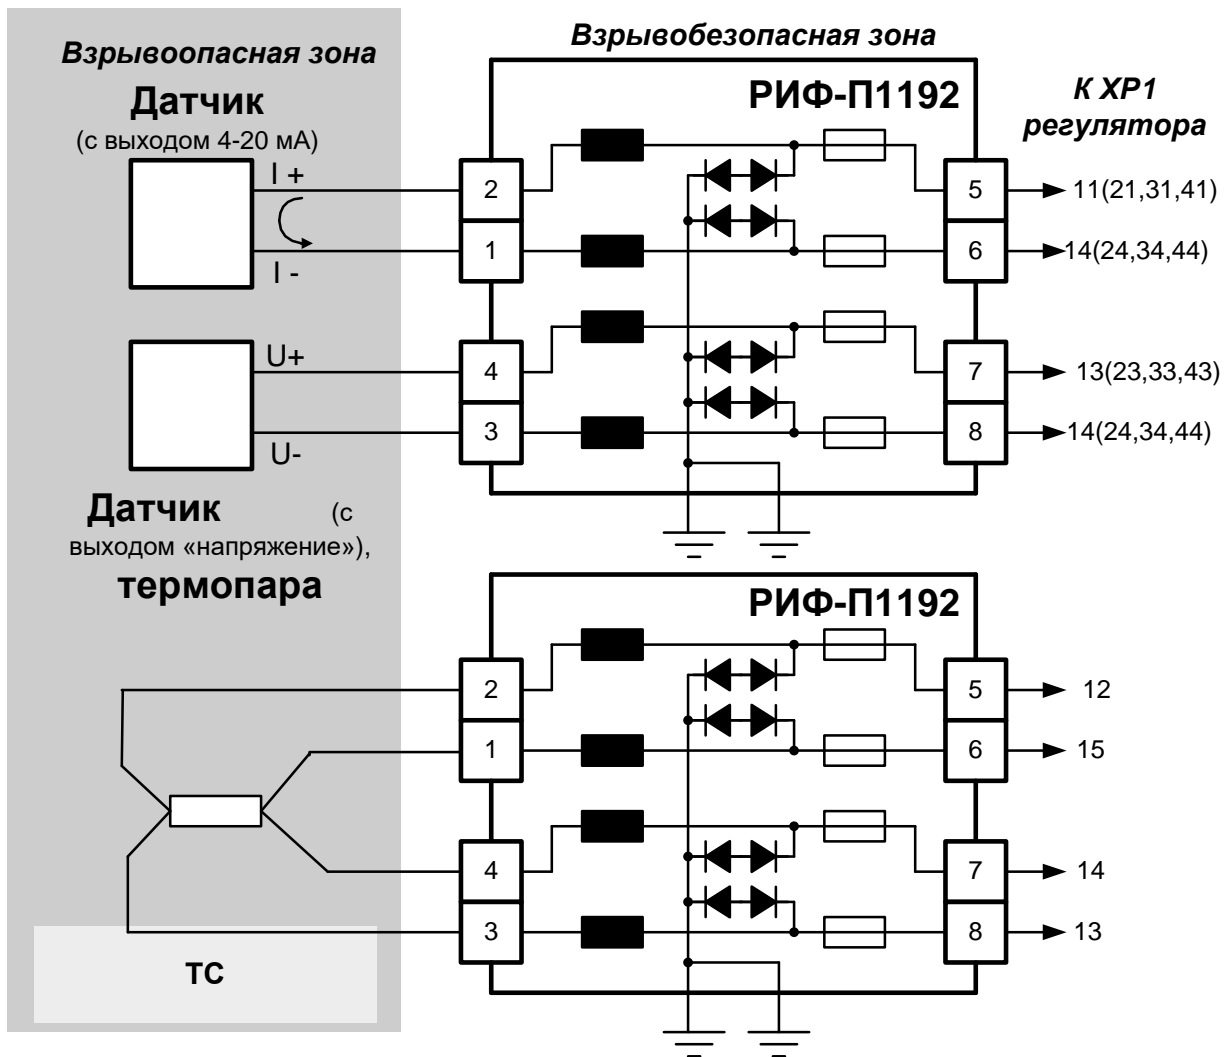 Взрывоопасная зона
Взрывобезопасная зона
Датчик
(с выходом 4-20 мА)
РИФ-П1192
К ХР1
регулятора
I +
2
5
11(21,31,41)
1
6
14(24,34,44)
I -
U+
4
7
13(23,33,43)
3
8
14(24,34,44)
U-
Датчик (с
выходом «напряжение»),
термопара
РИФ-П1192
2
5
12
1
6
15
4
7
14
3
8
13
ТС